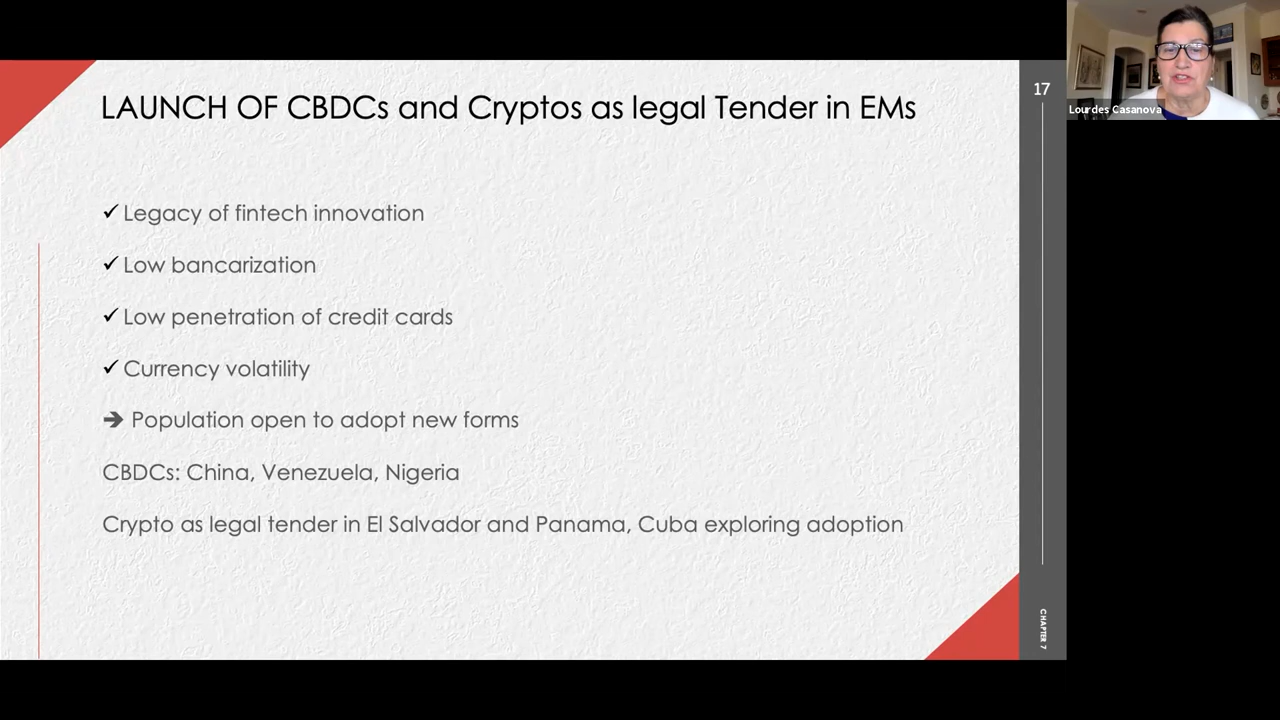 LAUNCH OF CBDCs and Cryptos as legal Tender in EMs
✓ Legacy of fintech innovation
✓ Low bancarization
✓ Low penetration of credit cards
✓ Currency volatility
➔ Population open to adopt new forms
CBDCs: China, Venezuela, Nigeria
Crypto as legal tender in El Salvador and Panama, Cuba exploring adoption
17
CHAPTER 7
Lourdes Casanova